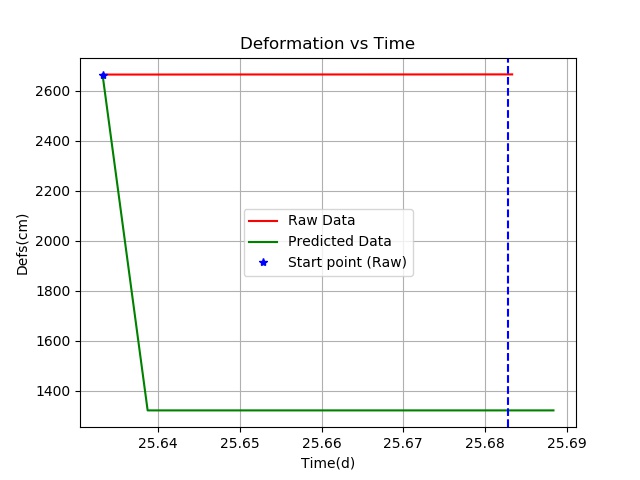 Deformation vs Time
Defs(cm)
2600
2400
2200
2000
1800
1600
1400
Raw Data
Predicted Data
Start point (Raw)
25.64 25.65 25.66 25.67 25.68 25.69
Time(d)